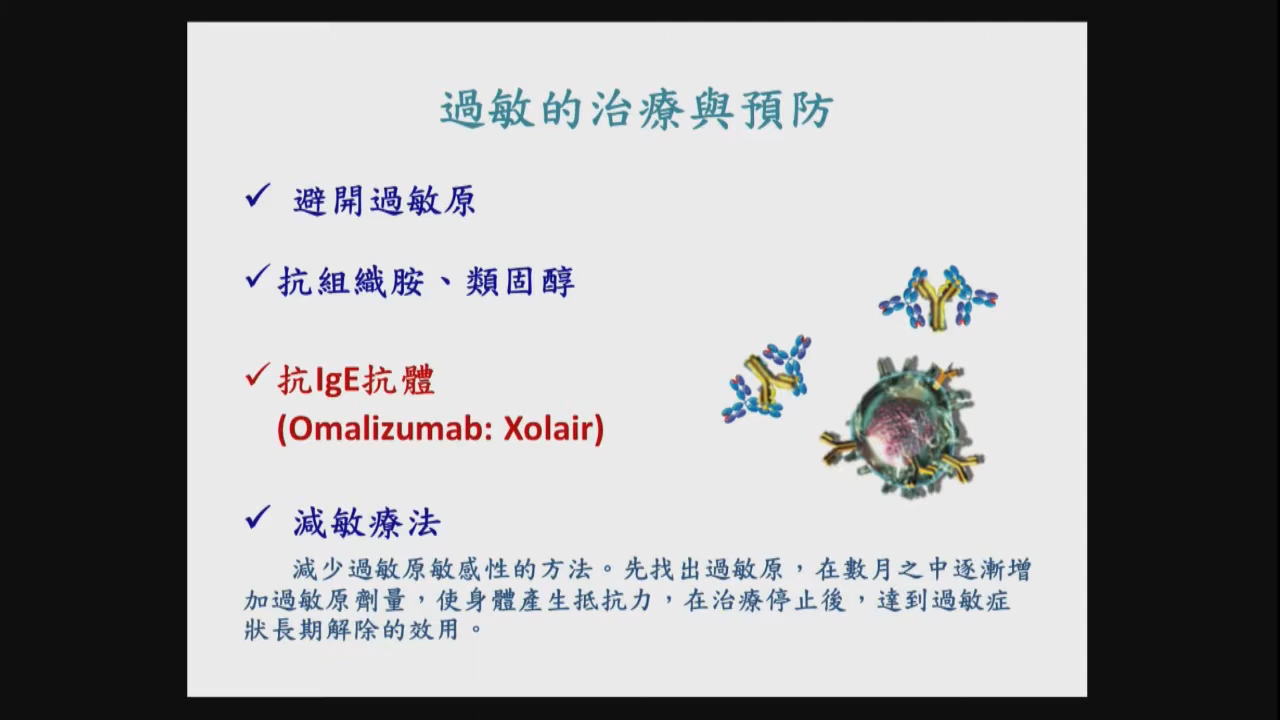 過敏的治療與預防
✓ 避開過敏原
✓抗組織胺、類固醇
✓抗IgE抗體
(Omalizumab: Xolair)
✓ 減敏療法
減少過敏原敏感性的方法。先找出過敏原，在數月之中逐漸增
加過敏原劑量，使身體產生抵抗力，在治療停止後，達到過敏症
狀長期解除的效用。